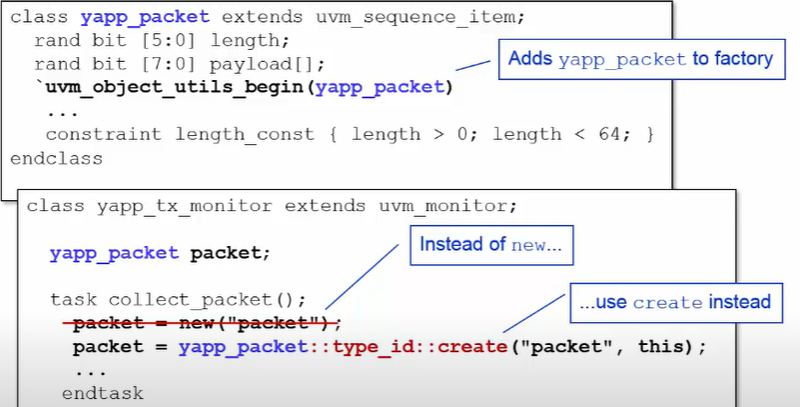 class yapp_packet extends uvm_sequence_item;
rand bit [5:0] length;
rand bit [7:0] payload[];
`uvm_object_utils_begin(yapp_packet)
...
constraint length_const { length > 0; length < 64; }
endclass
Adds yapp_packet to factory
class yapp_tx_monitor extends uvm_monitor;
yapp_packet packet;
Instead of new...
task collect_packet();
packet = new("packet");
...use create instead
packet = yapp_packet::type_id::create("packet", this);
...
endtask